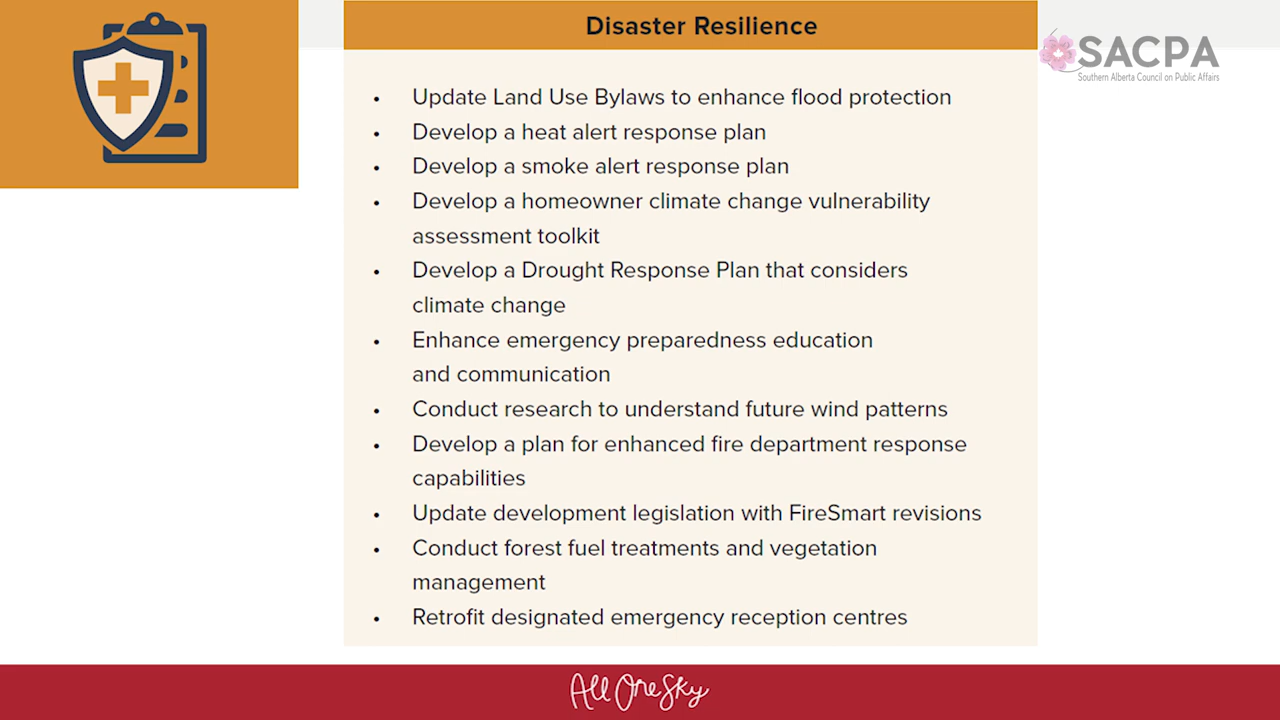 Disaster Resilience
SACPA
Southern Alberta Council on Public Affairs
• Update Land Use Bylaws to enhance flood protection
• Develop a heat alert response plan
• Develop a smoke alert response plan
• Develop a homeowner climate change vulnerability
assessment toolkit
• Develop a Drought Response Plan that considers
climate change
• Enhance emergency preparedness education
and communication
• Conduct research to understand future wind patterns
• Develop a plan for enhanced fire department response
capabilities
• Update development legislation with FireSmart revisions
• Conduct forest fuel treatments and vegetation
management
• Retrofit designated emergency reception centres
All One Sky